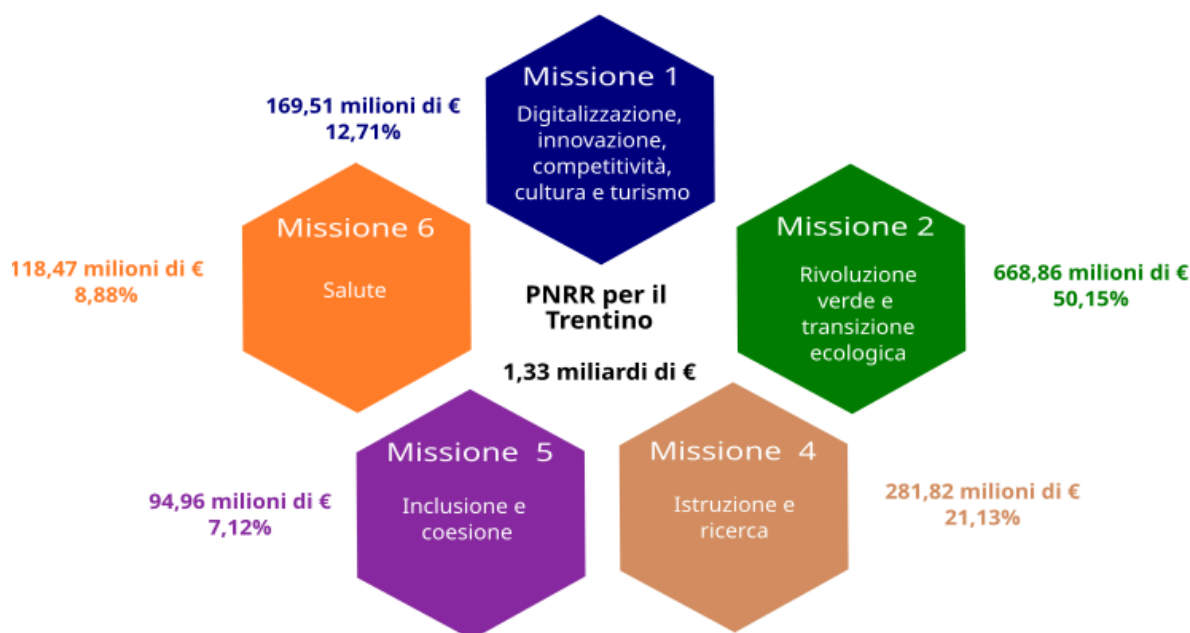 Missione 1
Digitalizzazione,
innovazione,
competitività,
cultura e turismo
169,51 milioni di €
12,71%
Missione 2
Rivoluzione
verde e
transizione
ecologica
668,86 milioni di €
50,15%
Missione 4
Istruzione e
ricerca
281,82 milioni di €
21,13%
Missione 5
Inclusione e
coesione
94,96 milioni di €
7,12%
Missione 6
Salute
118,47 milioni di €
8,88%
PNRR per il
Trentino
1,33 miliardi di €